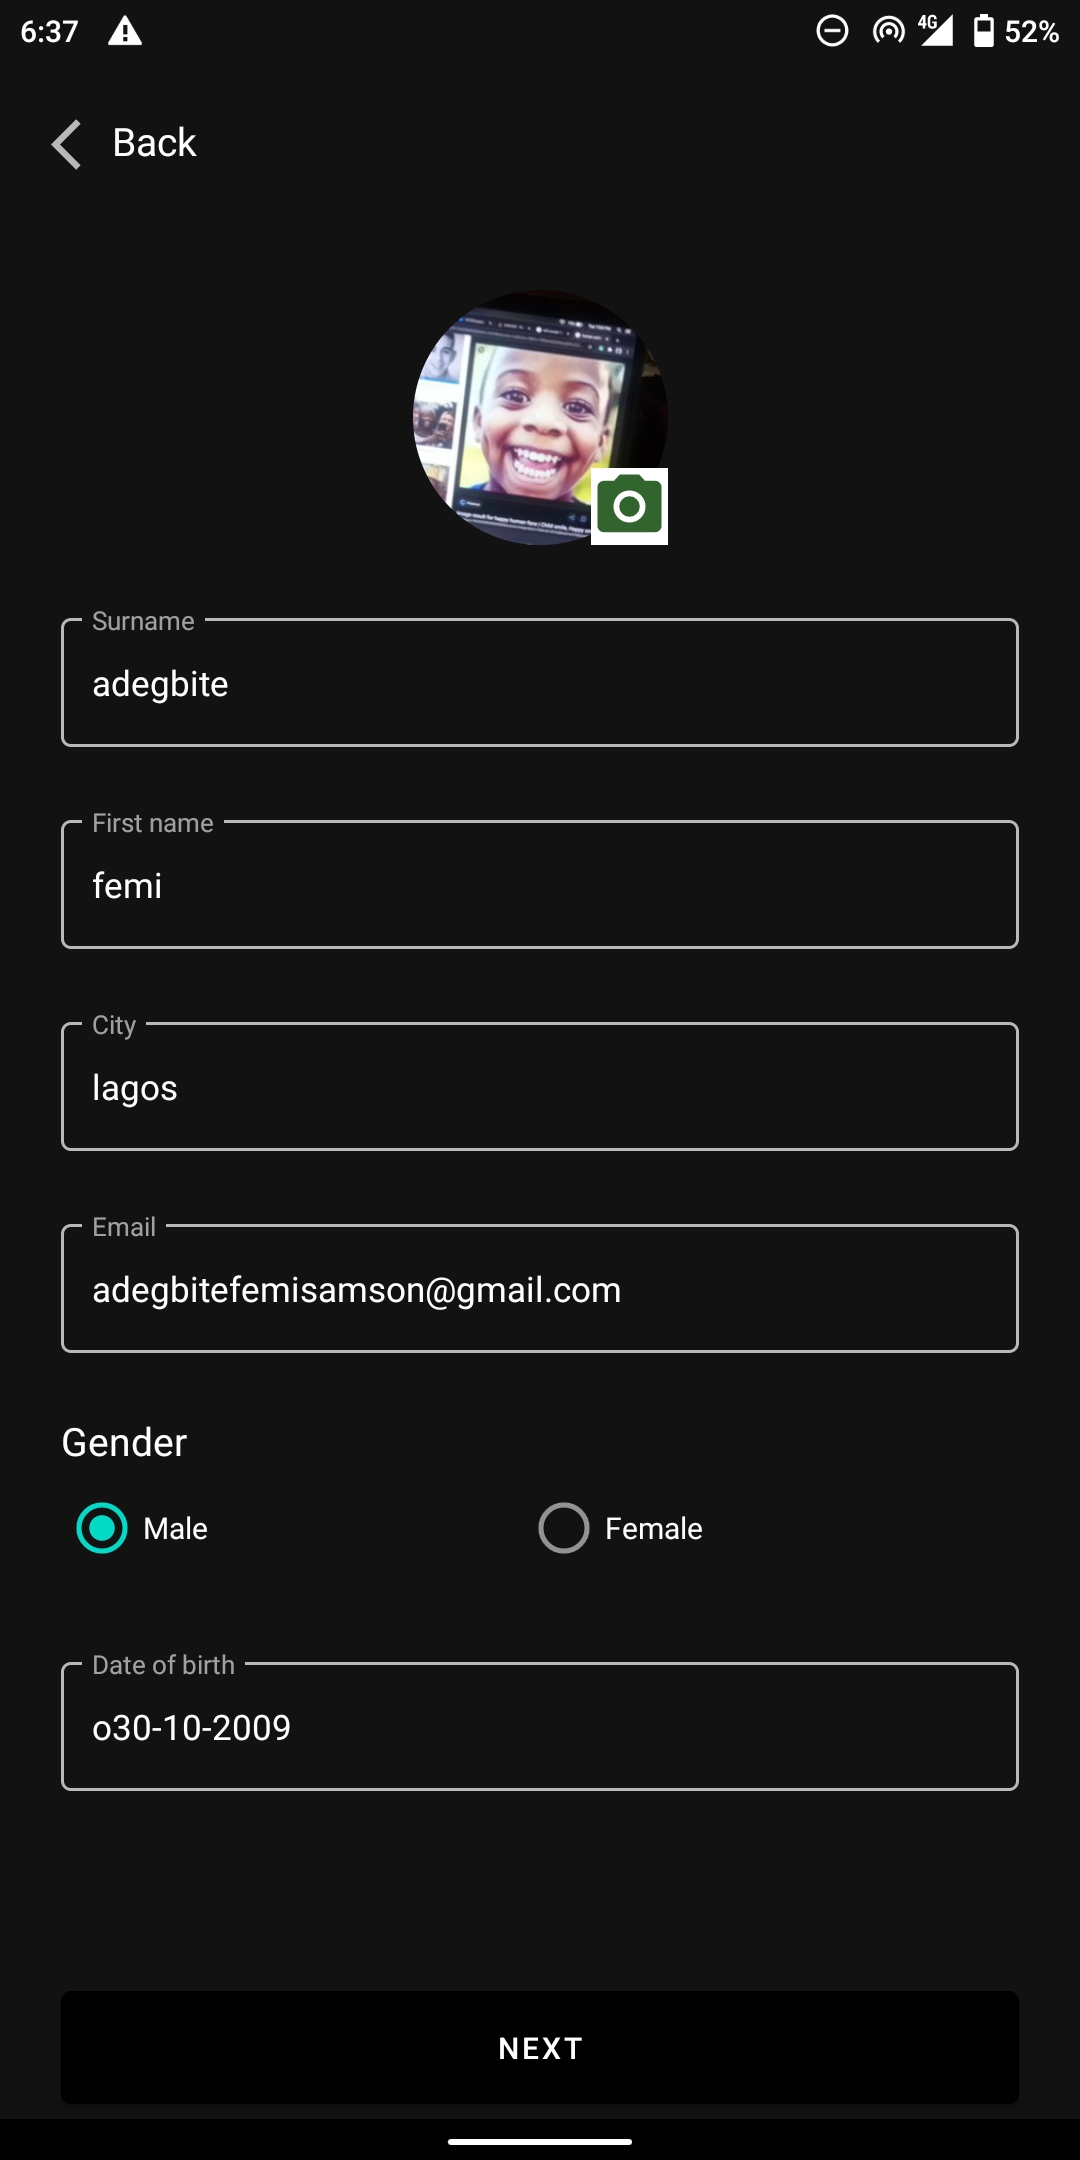 6:37 4G 52%
Back
Surname
adegbite
First name
femi
City
lagos
Email
adegbitefemisamson@gmail.com
Gender
Male Female
Date of birth
o30-10-2009
NEXT